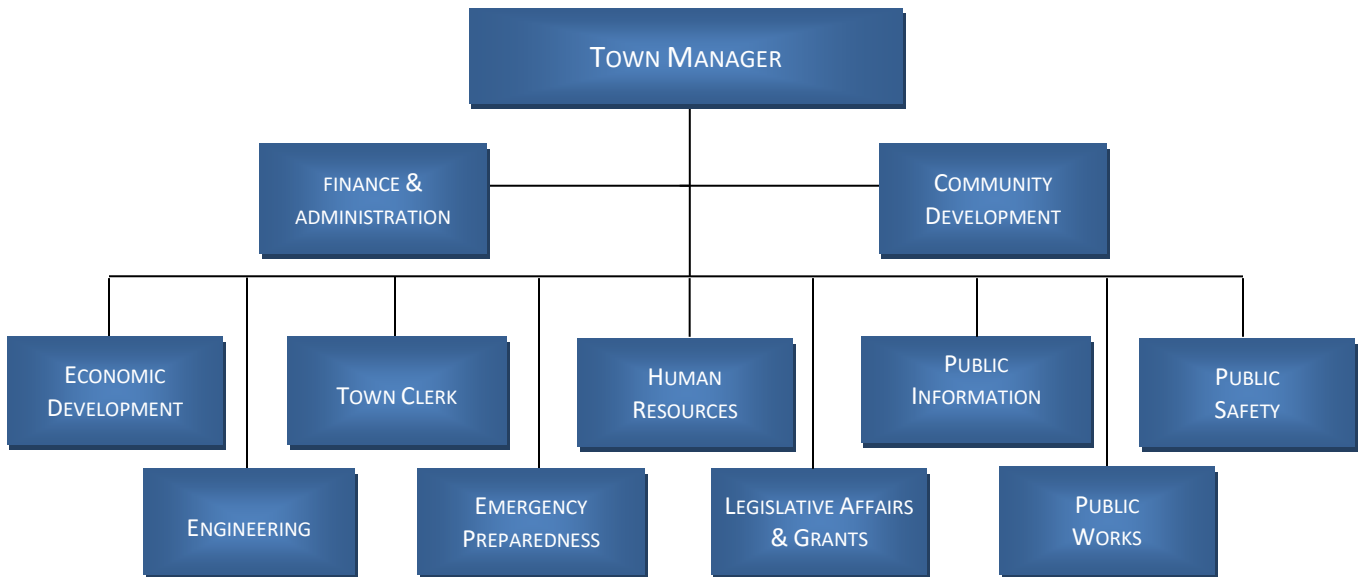 TOWN MANAGER
FINANCE &
ADMINISTRATION
COMMUNITY
DEVELOPMENT
ECONOMIC
DEVELOPMENT
TOWN CLERK
HUMAN
RESOURCES
PUBLIC
INFORMATION
PUBLIC
SAFETY
ENGINEERING
EMERGENCY
PREPAREDNESS
LEGISLATIVE AFFAIRS
& GRANTS
PUBLIC
WORKS